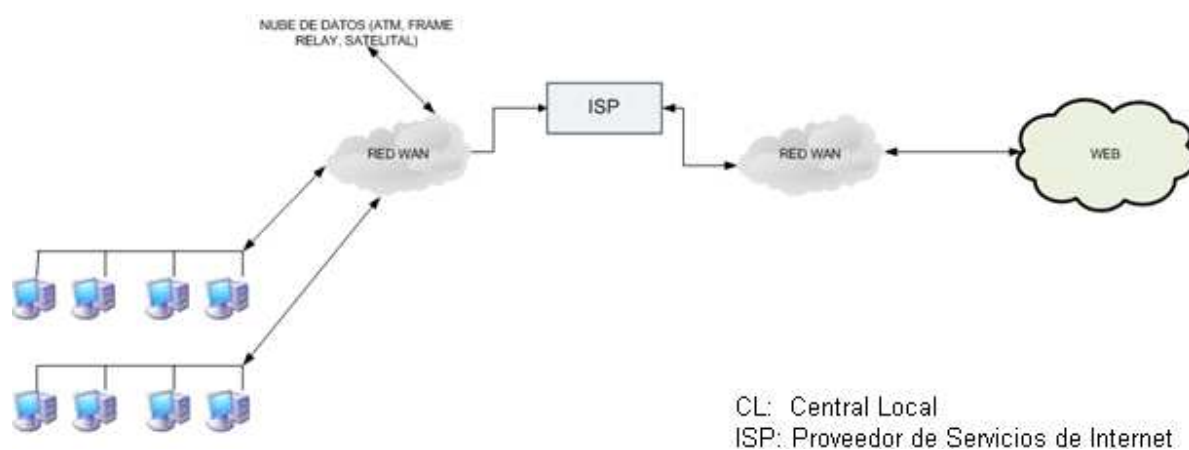 NUBE DE DATOS (ATM, FRAME
RELAY, SATELITAL)
ISP
RED WAN
RED WAN
WEB
CL: Central Local
ISP: Proveedor de Servicios de Internet